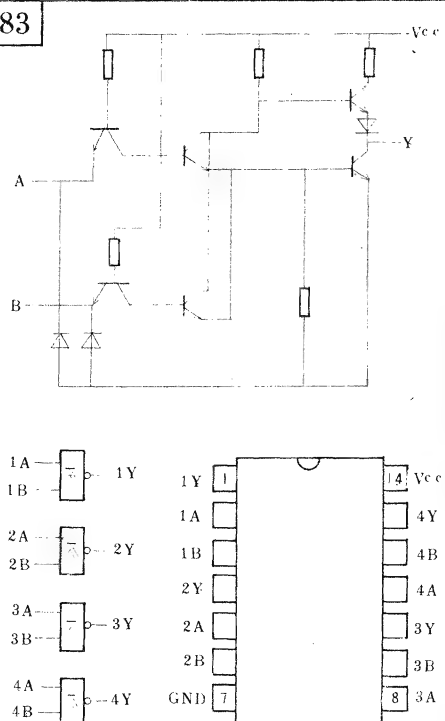 83
Vcc
Y
A
B
1A
1B
1Y
2A
2B
2Y
3A
3B
3Y
4A
4B
4Y
1Y 1 14 Vcc
1A 4Y
1B 4B
2Y 4A
2A 3Y
2B 3B
GND 7 8 3A